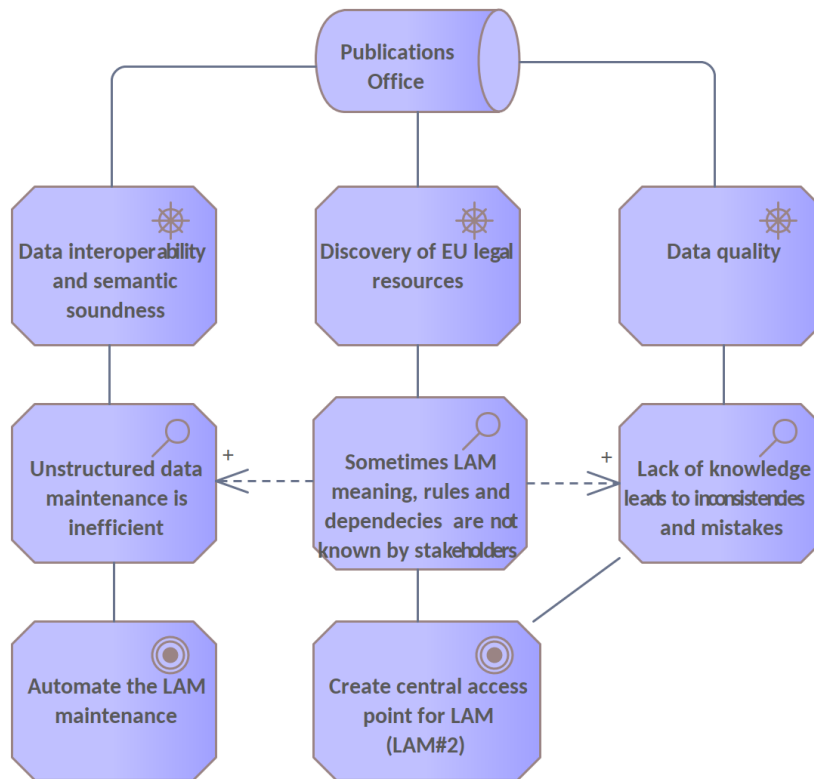 Publications
Office
Data interoperability
and semantic
soundness
Discovery of EU legal
resources
Data quality
+
+
Unstructured data
maintenance is
inefficient
Sometimes LAM
meaning, rules and
dependecies are not
known by stakeholders
Lack of knowledge
leads to inconsistencies
and mistakes
Automate the LAM
maintenance
Create central access
point for LAM
(LAM#2)